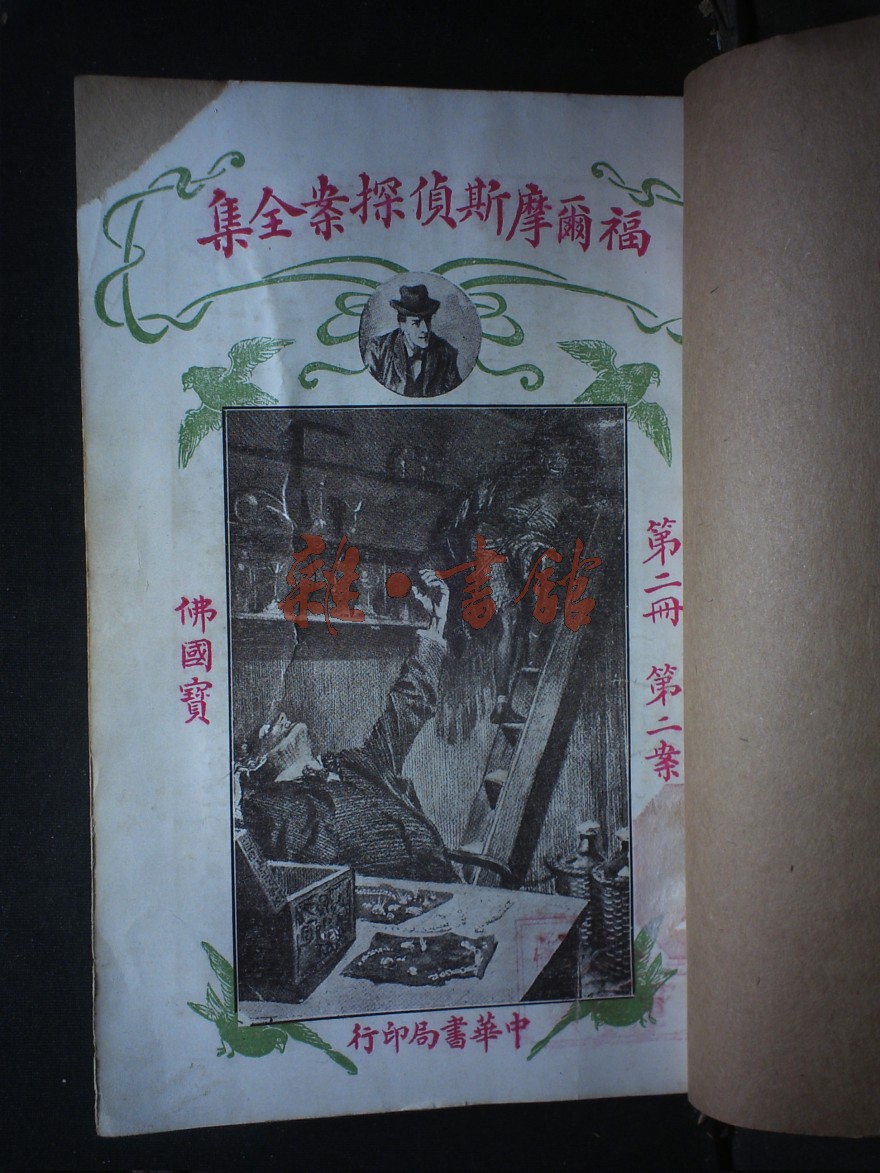 福爾摩斯偵探案全集
第二冊 第二案
佛國寶
雜·書館
中華書局印行